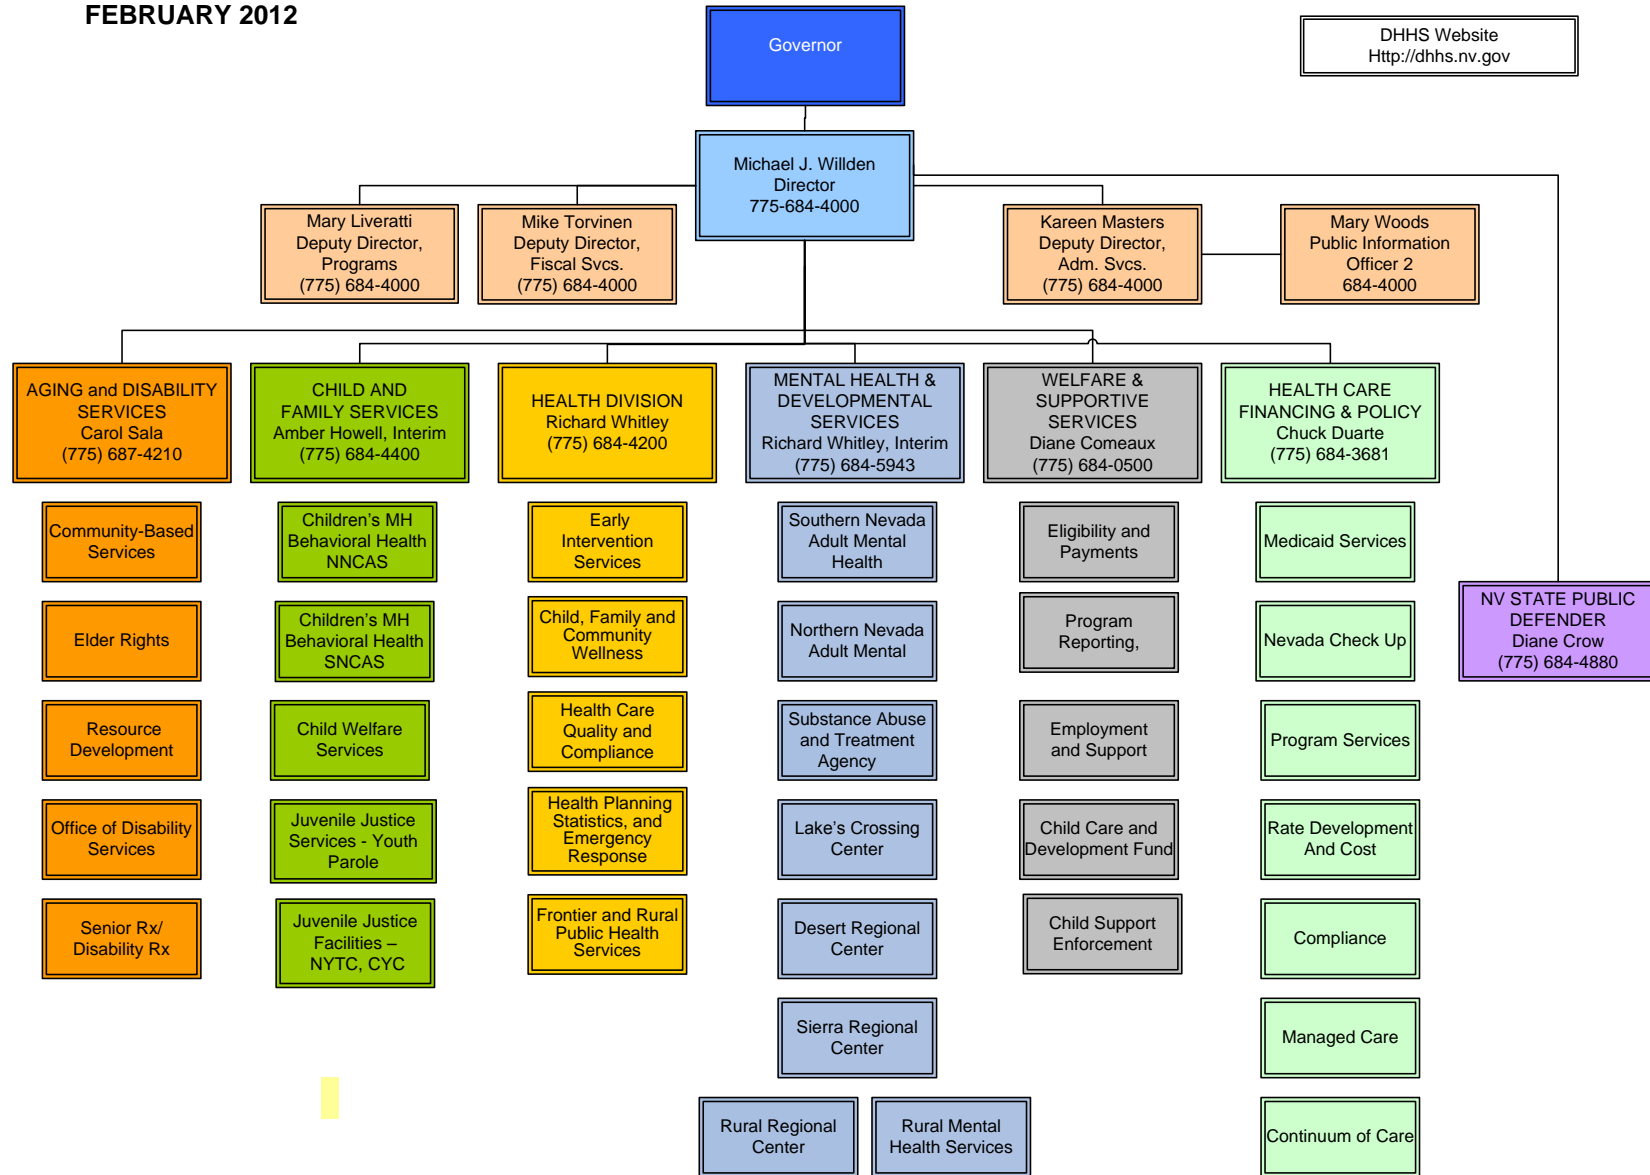 FEBRUARY 2012
Governor
DHHS Website
Http://dhhs.nv.gov
Michael J. Willden
Director
775-684-4000
Mary Liveratti
Deputy Director,
Programs
(775) 684-4000
Mike Torvinen
Deputy Director,
Fiscal Svcs.
(775) 684-4000
Kareen Masters
Deputy Director,
Adm. Svcs.
(775) 684-4000
Mary Woods
Public Information
Officer 2
684-4000
AGING and DISABILITY
SERVICES
Carol Sala
(775) 687-4210
CHILD AND
FAMILY SERVICES
Amber Howell, Interim
(775) 684-4400
HEALTH DIVISION
Richard Whitley
(775) 684-4200
MENTAL HEALTH &
DEVELOPMENTAL
SERVICES
Richard Whitley, Interim
(775) 684-5943
WELFARE &
SUPPORTIVE
SERVICES
Diane Comeaux
(775) 684-0500
HEALTH CARE
FINANCING & POLICY
Chuck Duarte
(775) 684-3681
Community-Based
Services
Children's MH
Behavioral Health
NNCAS
Early
Intervention
Services
Southern Nevada
Adult Mental
Health
Eligibility and
Payments
Medicaid Services
Elder Rights
Children's MH
Behavioral Health
SNCAS
Child, Family and
Community
Wellness
Northern Nevada
Adult Mental
Program
Reporting,
Nevada Check Up
NV STATE PUBLIC
DEFENDER
Diane Crow
(775) 684-4880
Resource
Development
Child Welfare
Services
Health Care
Quality and
Compliance
Substance Abuse
and Treatment
Agency
Employment
and Support
Program Services
Office of Disability
Services
Juvenile Justice
Services - Youth
Parole
Health Planning
Statistics, and
Emergency
Response
Lake's Crossing
Center
Child Care and
Development Fund
Rate Development
And Cost
Senior Rx/
Disability Rx
Juvenile Justice
Facilities –
NYTC, CYC
Frontier and Rural
Public Health
Services
Desert Regional
Center
Child Support
Enforcement
Compliance
Sierra Regional
Center
Managed Care
Rural Regional
Center
Rural Mental
Health Services
Continuum of Care